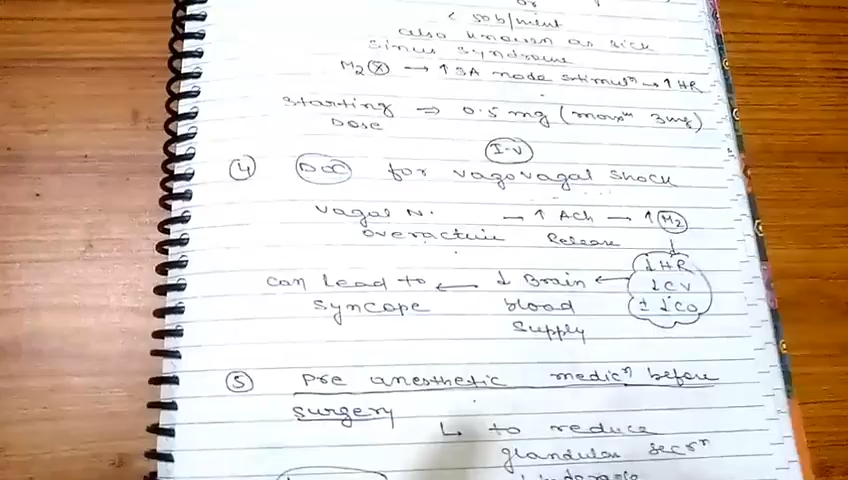 or
< 50b/ment
also known as sick
sinus syndrome
M2 (x) → ↑ SA node stimulⁿ → ↑ HR
starting ⇒ 0.5 mg (maxᵐ 3mg)
Dose
I-V
④ DOC for vagovagal shock
vagal N. → ↑ Ach → ↑ M2
overactive Release ↓
↓ HR
can Lead to ← ↓ Brain ← ↓ CV
syncope blood ± ↓ CO
supply
⑤ Pre anesthetic medicⁿ before
surgery
↳ to reduce
glandular secrⁿ